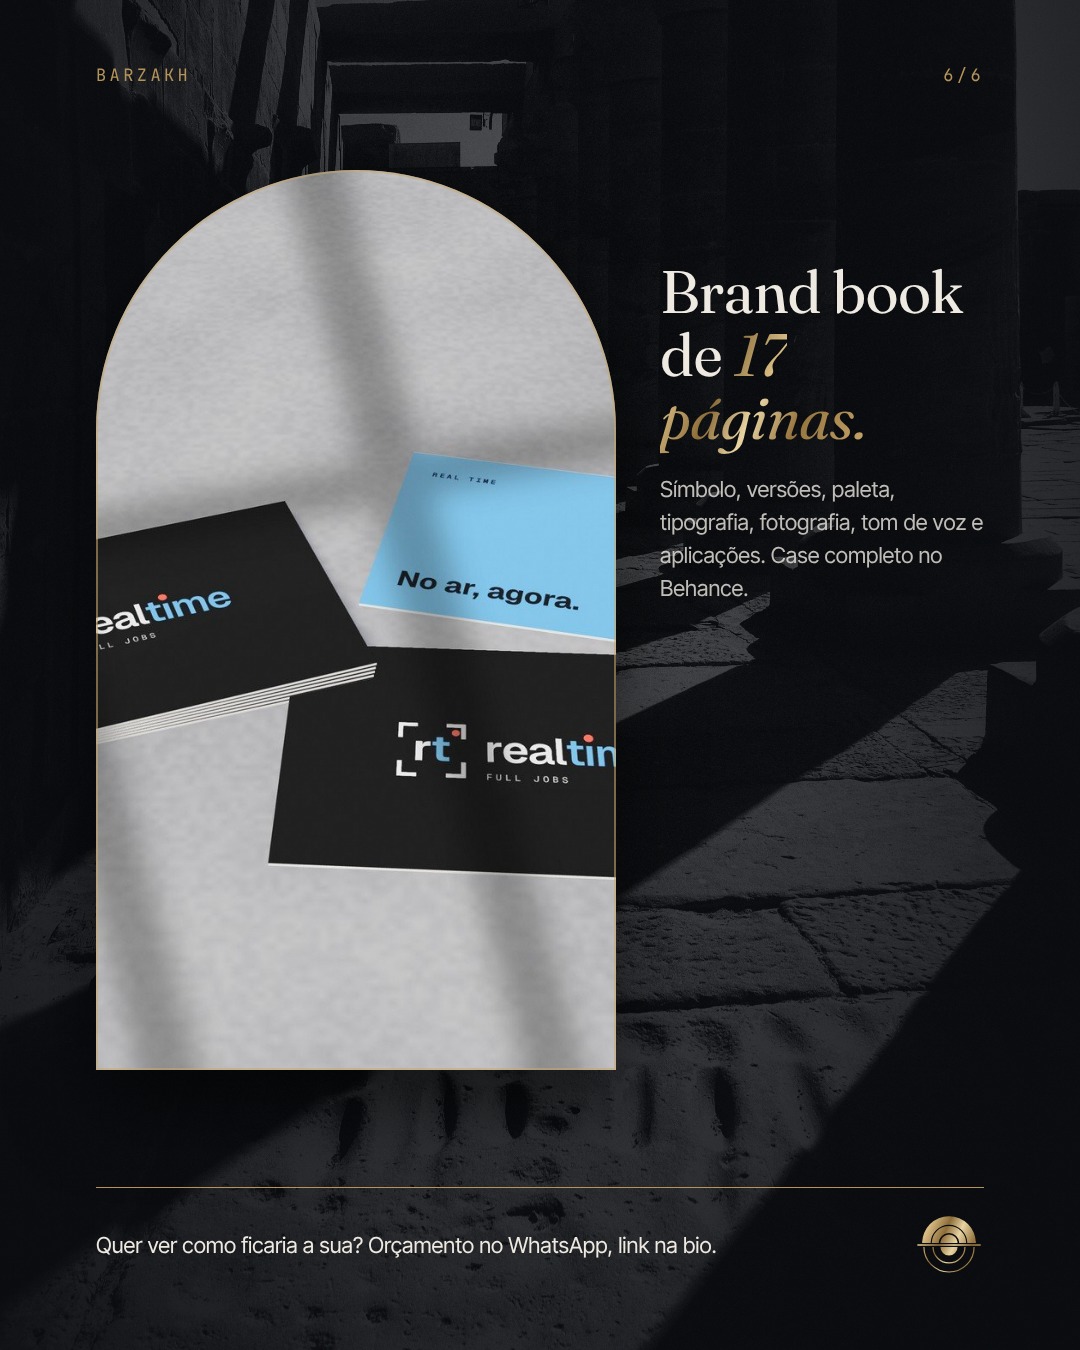 BARZAKH
6/6
Brand book
de 17
páginas.
Símbolo, versões, paleta,
tipografia, fotografia, tom de voz e
aplicações. Case completo no
Behance.
REAL TIME
No ar, agora.
ealtime
LL JOBS
rt realtin
FULL JOBS
Quer ver como ficaria a sua? Orçamento no WhatsApp, link na bio.